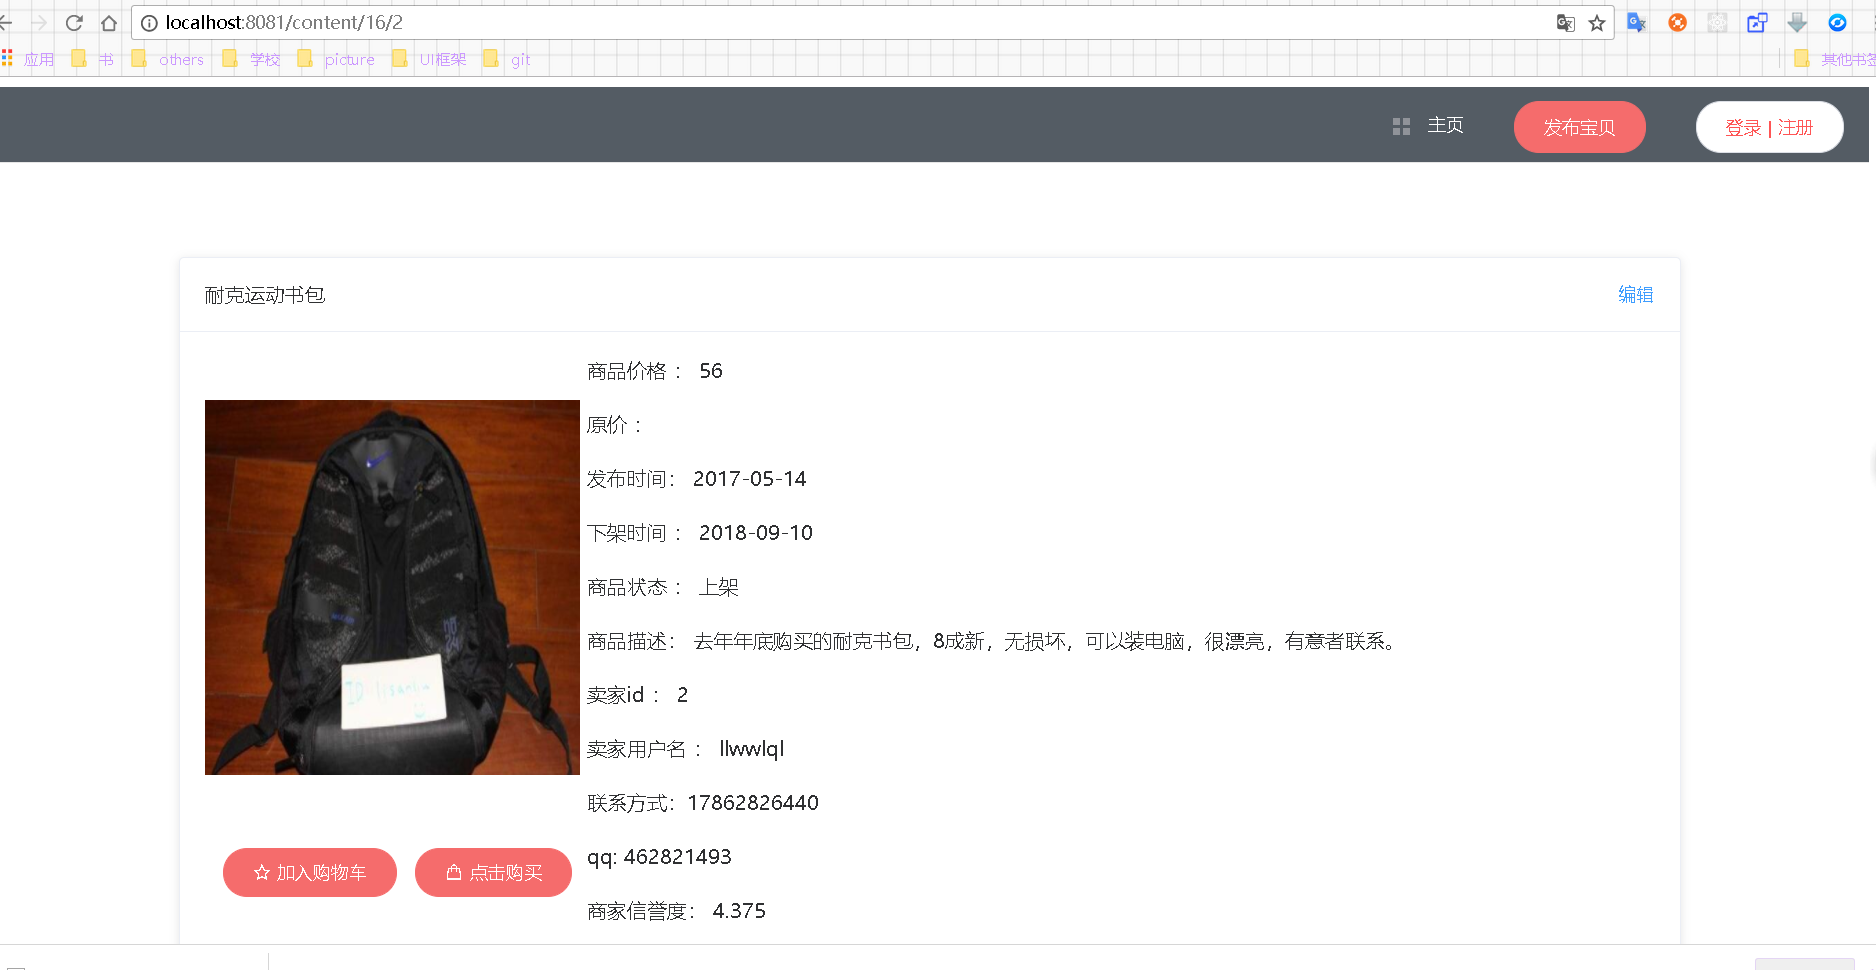 localhost:8081/content/16/2
应用 书 others 学校 picture UI框架 git 其他书签
主页 发布宝贝 登录 | 注册
耐克运动书包 编辑
商品价格： 56
原价：
发布时间： 2017-05-14
下架时间： 2018-09-10
商品状态： 上架
商品描述： 去年年底购买的耐克书包，8成新，无损坏，可以装电脑，很漂亮，有意者联系。
卖家id： 2
卖家用户名： llwwlql
联系方式：17862826440
qq: 462821493
加入购物车 点击购买
商家信誉度： 4.375